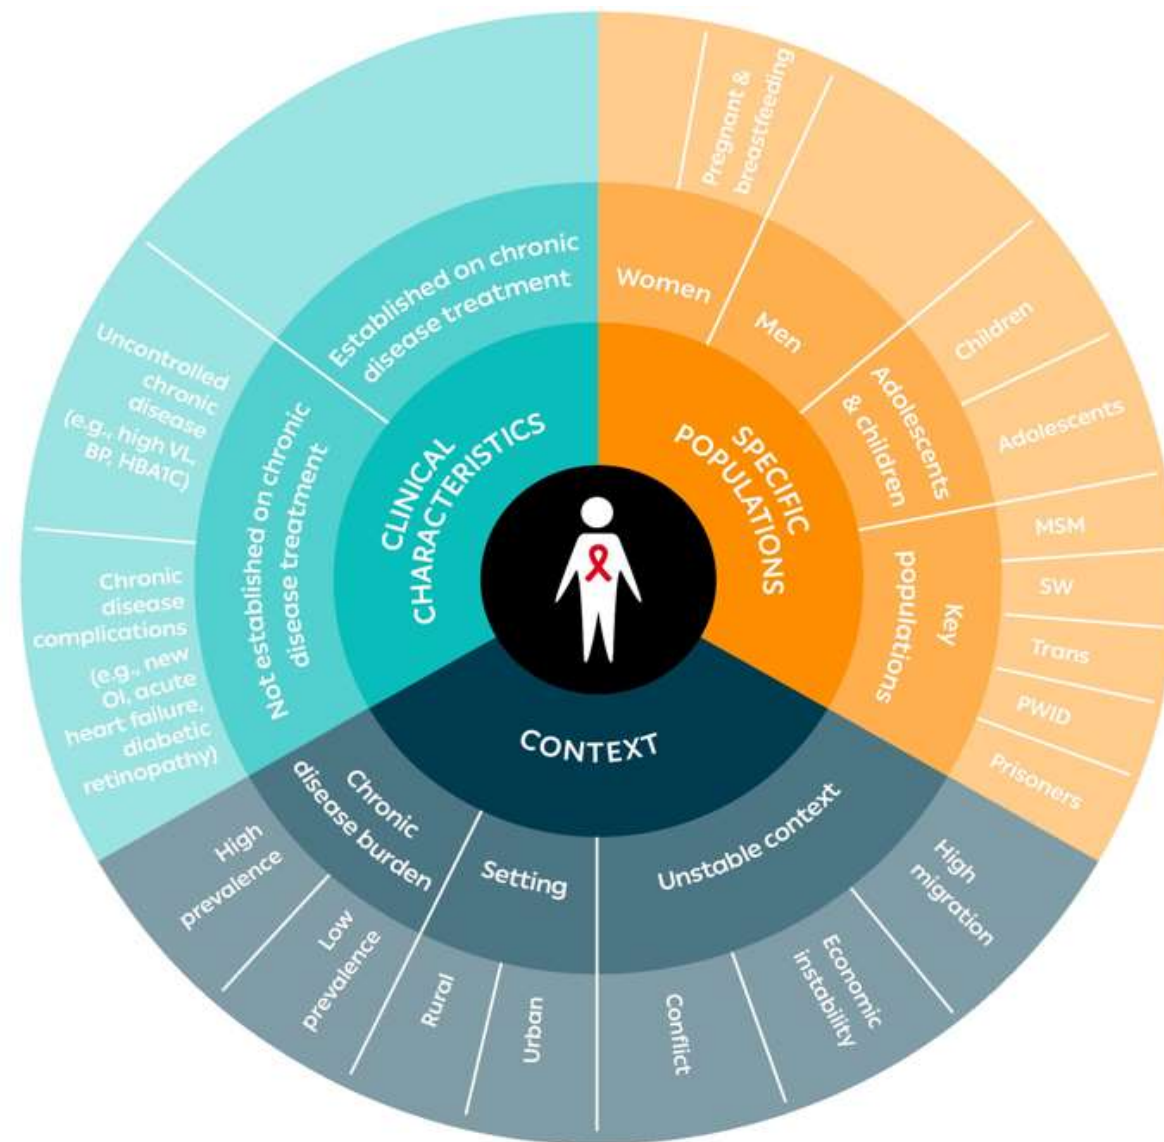 CLINICAL
CHARACTERISTICS
Established on chronic
disease treatment
Not established on chronic
disease treatment
Uncontrolled
chronic
disease
(e.g., high VL,
BP, HBA1C)
Chronic
disease
complications
(e.g., new
OI, acute
heart failure,
diabetic
retinopathy)
SPECIFIC
POPULATIONS
Women
Pregnant &
breastfeeding
Men
Adolescents
& children
Children
Adolescents
Key
populations
MSM
SW
Trans
PWID
Prisoners
CONTEXT
Chronic
disease burden
High
prevalence
Low
prevalence
Setting
Rural
Urban
Unstable context
Conflict
Economic
instability
High
migration